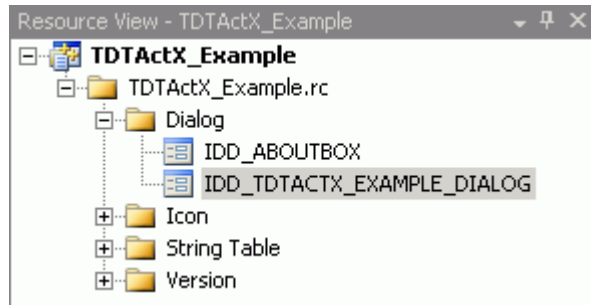 Resource View - TDTActX_Example
TDTActX_Example
TDTActX_Example.rc
Dialog
IDD_ABOUTBOX
IDD_TDTACTX_EXAMPLE_DIALOG
Icon
String Table
Version